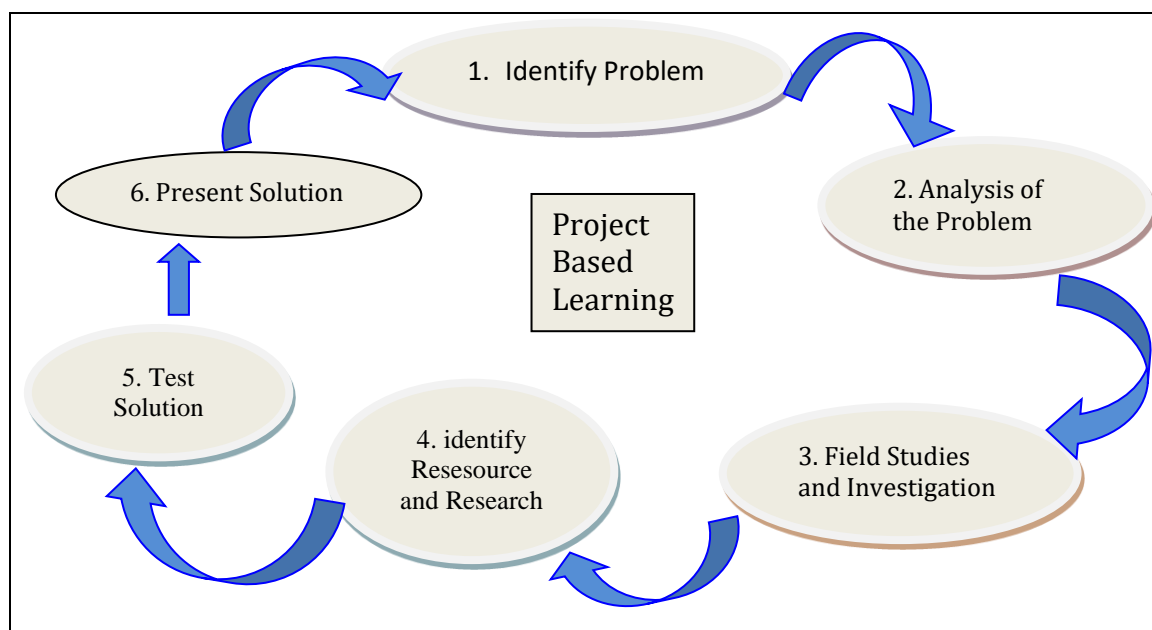 1. Identify Problem
2. Analysis of
the Problem
3. Field Studies
and Investigation
4. identify
Resesource
and Research
5. Test
Solution
6. Present Solution
Project
Based
Learning